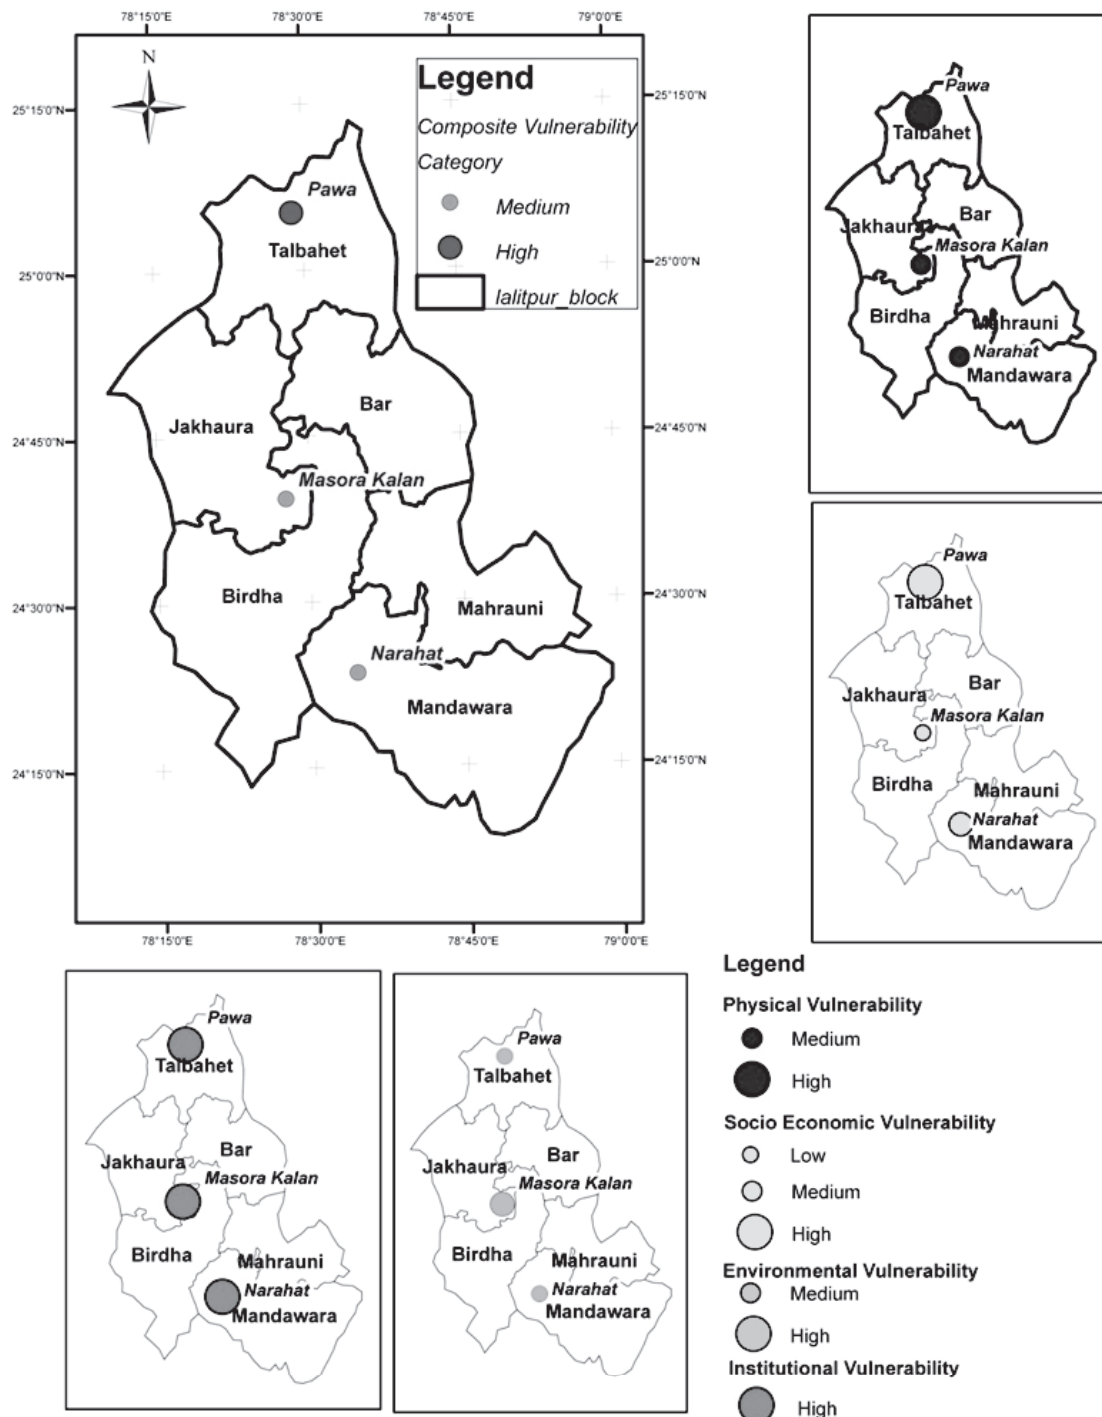 78°15'0"E 78°30'0"E 78°45'0"E 79°0'0"E
N
Legend
Composite Vulnerability
Category
Medium
High
lalitpur_block
25°15'0"N
25°0'0"N
24°45'0"N
24°30'0"N
24°15'0"N
25°15'0"N
25°0'0"N
24°45'0"N
24°30'0"N
24°15'0"N
Pawa
Talbahet
Bar
Jakhaura
Masora Kalan
Birdha
Mahrauni
Narahat
Mandawara
78°15'0"E 78°30'0"E 78°45'0"E 79°0'0"E
Pawa
Talbahet
Bar
Jakhaura
Masora Kalan
Birdha
Mahrauni
Narahat
Mandawara
Pawa
Talbahet
Bar
Jakhaura
Masora Kalan
Birdha
Mahrauni
Narahat
Mandawara
Pawa
Talbahet
Bar
Jakhaura
Masora Kalan
Birdha
Mahrauni
Narahat
Mandawara
Pawa
Talbahet
Bar
Jakhaura
Masora Kalan
Birdha
Mahrauni
Narahat
Mandawara
Legend
Physical Vulnerability
Medium
High
Socio Economic Vulnerability
Low
Medium
High
Environmental Vulnerability
Medium
High
Institutional Vulnerability
High